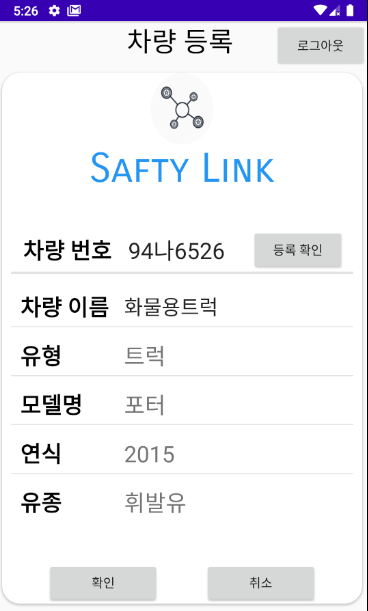 5:26
차량 등록
로그아웃
SAFTY LINK
차량 번호 94나6526 등록 확인
차량 이름 화물용트럭
유형 트럭
모델명 포터
연식 2015
유종 휘발유
확인 취소